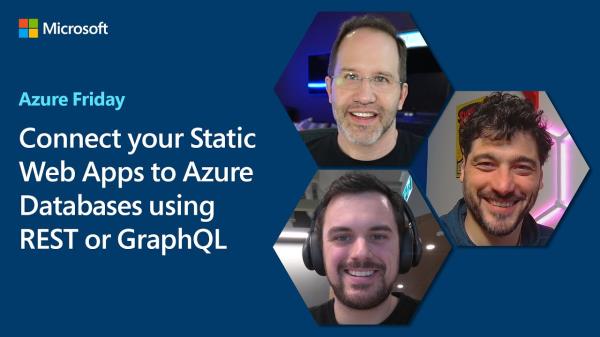 Microsoft
Azure Friday
Connect your Static
Web Apps to Azure
Databases using
REST or GraphQL